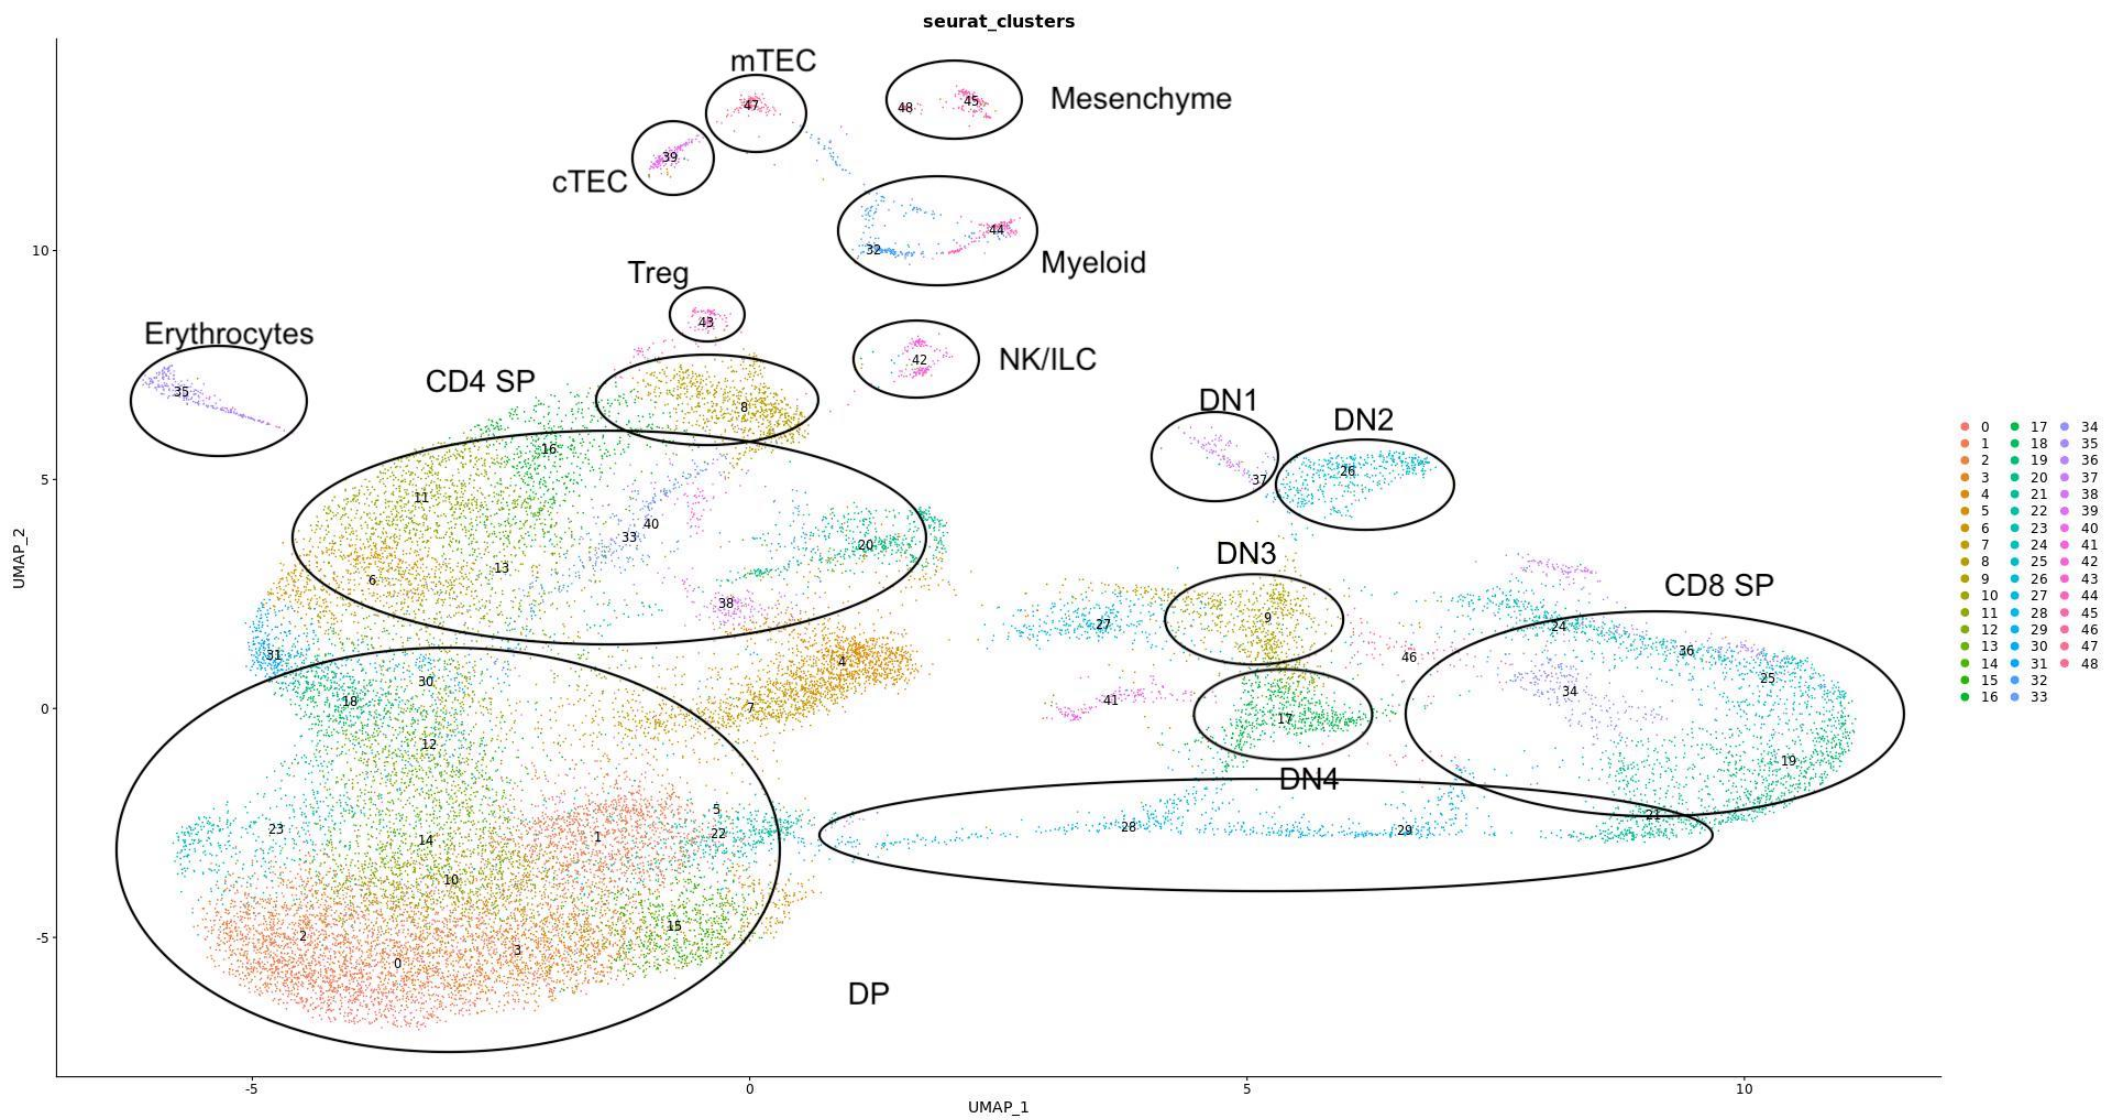 seurat_clusters
mTEC
47
48
45
Mesenchyme
39
cTEC
44
10
32
Myeloid
Treg
43
Erythrocytes
42
NK/ILC
35
CD4 SP
DN1
8
DN2
16
26
5
37
11
40
33
20
DN3
13
6
CD8 SP
38
9
27
24
31
46
36
4
30
25
34
18
41
0
7
17
12
19
DN4
5
21
23
22
28
29
1
14
10
15
-5
2
3
0
DP
UMAP_2
-5
0
5
10
UMAP_1
0 17 34
1 18 35
2 19 36
3 20 37
4 21 38
5 22 39
6 23 40
7 24 41
8 25 42
9 26 43
10 27 44
11 28 45
12 29 46
13 30 47
14 31 48
15 32
16 33